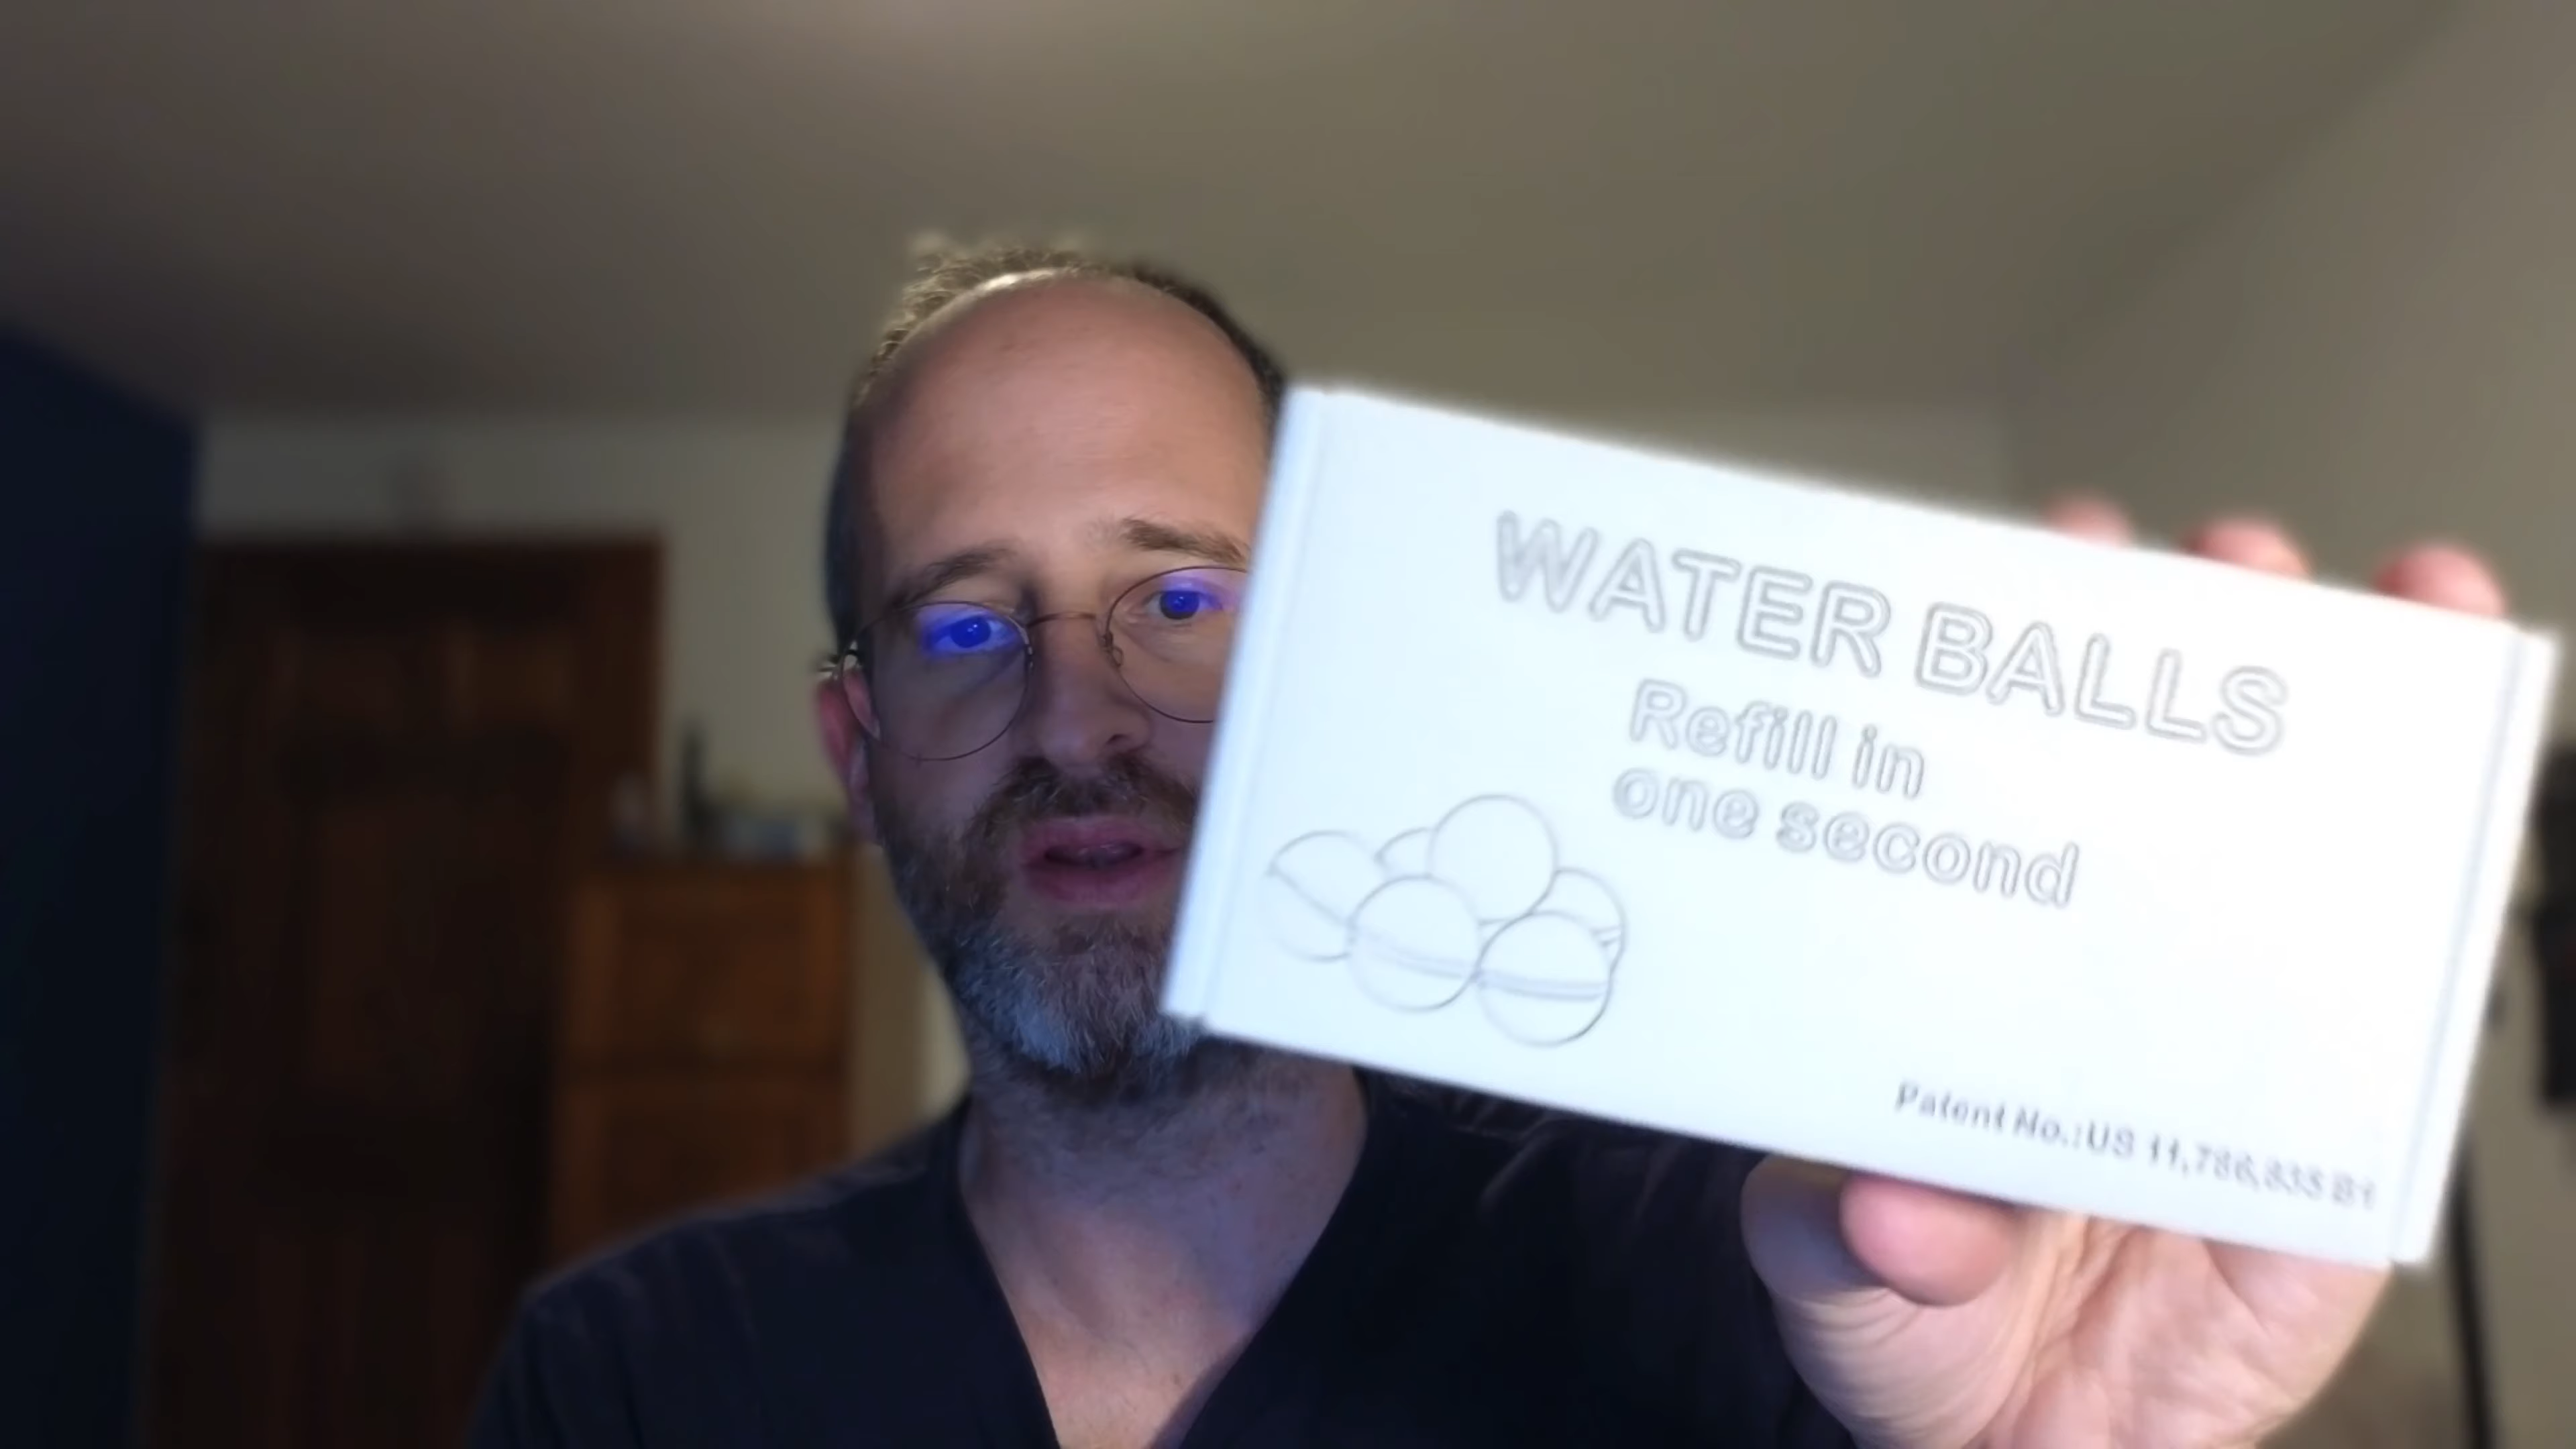 WATER BALLS
Refill in
one second
Patent No.:US 11,786,835 B1